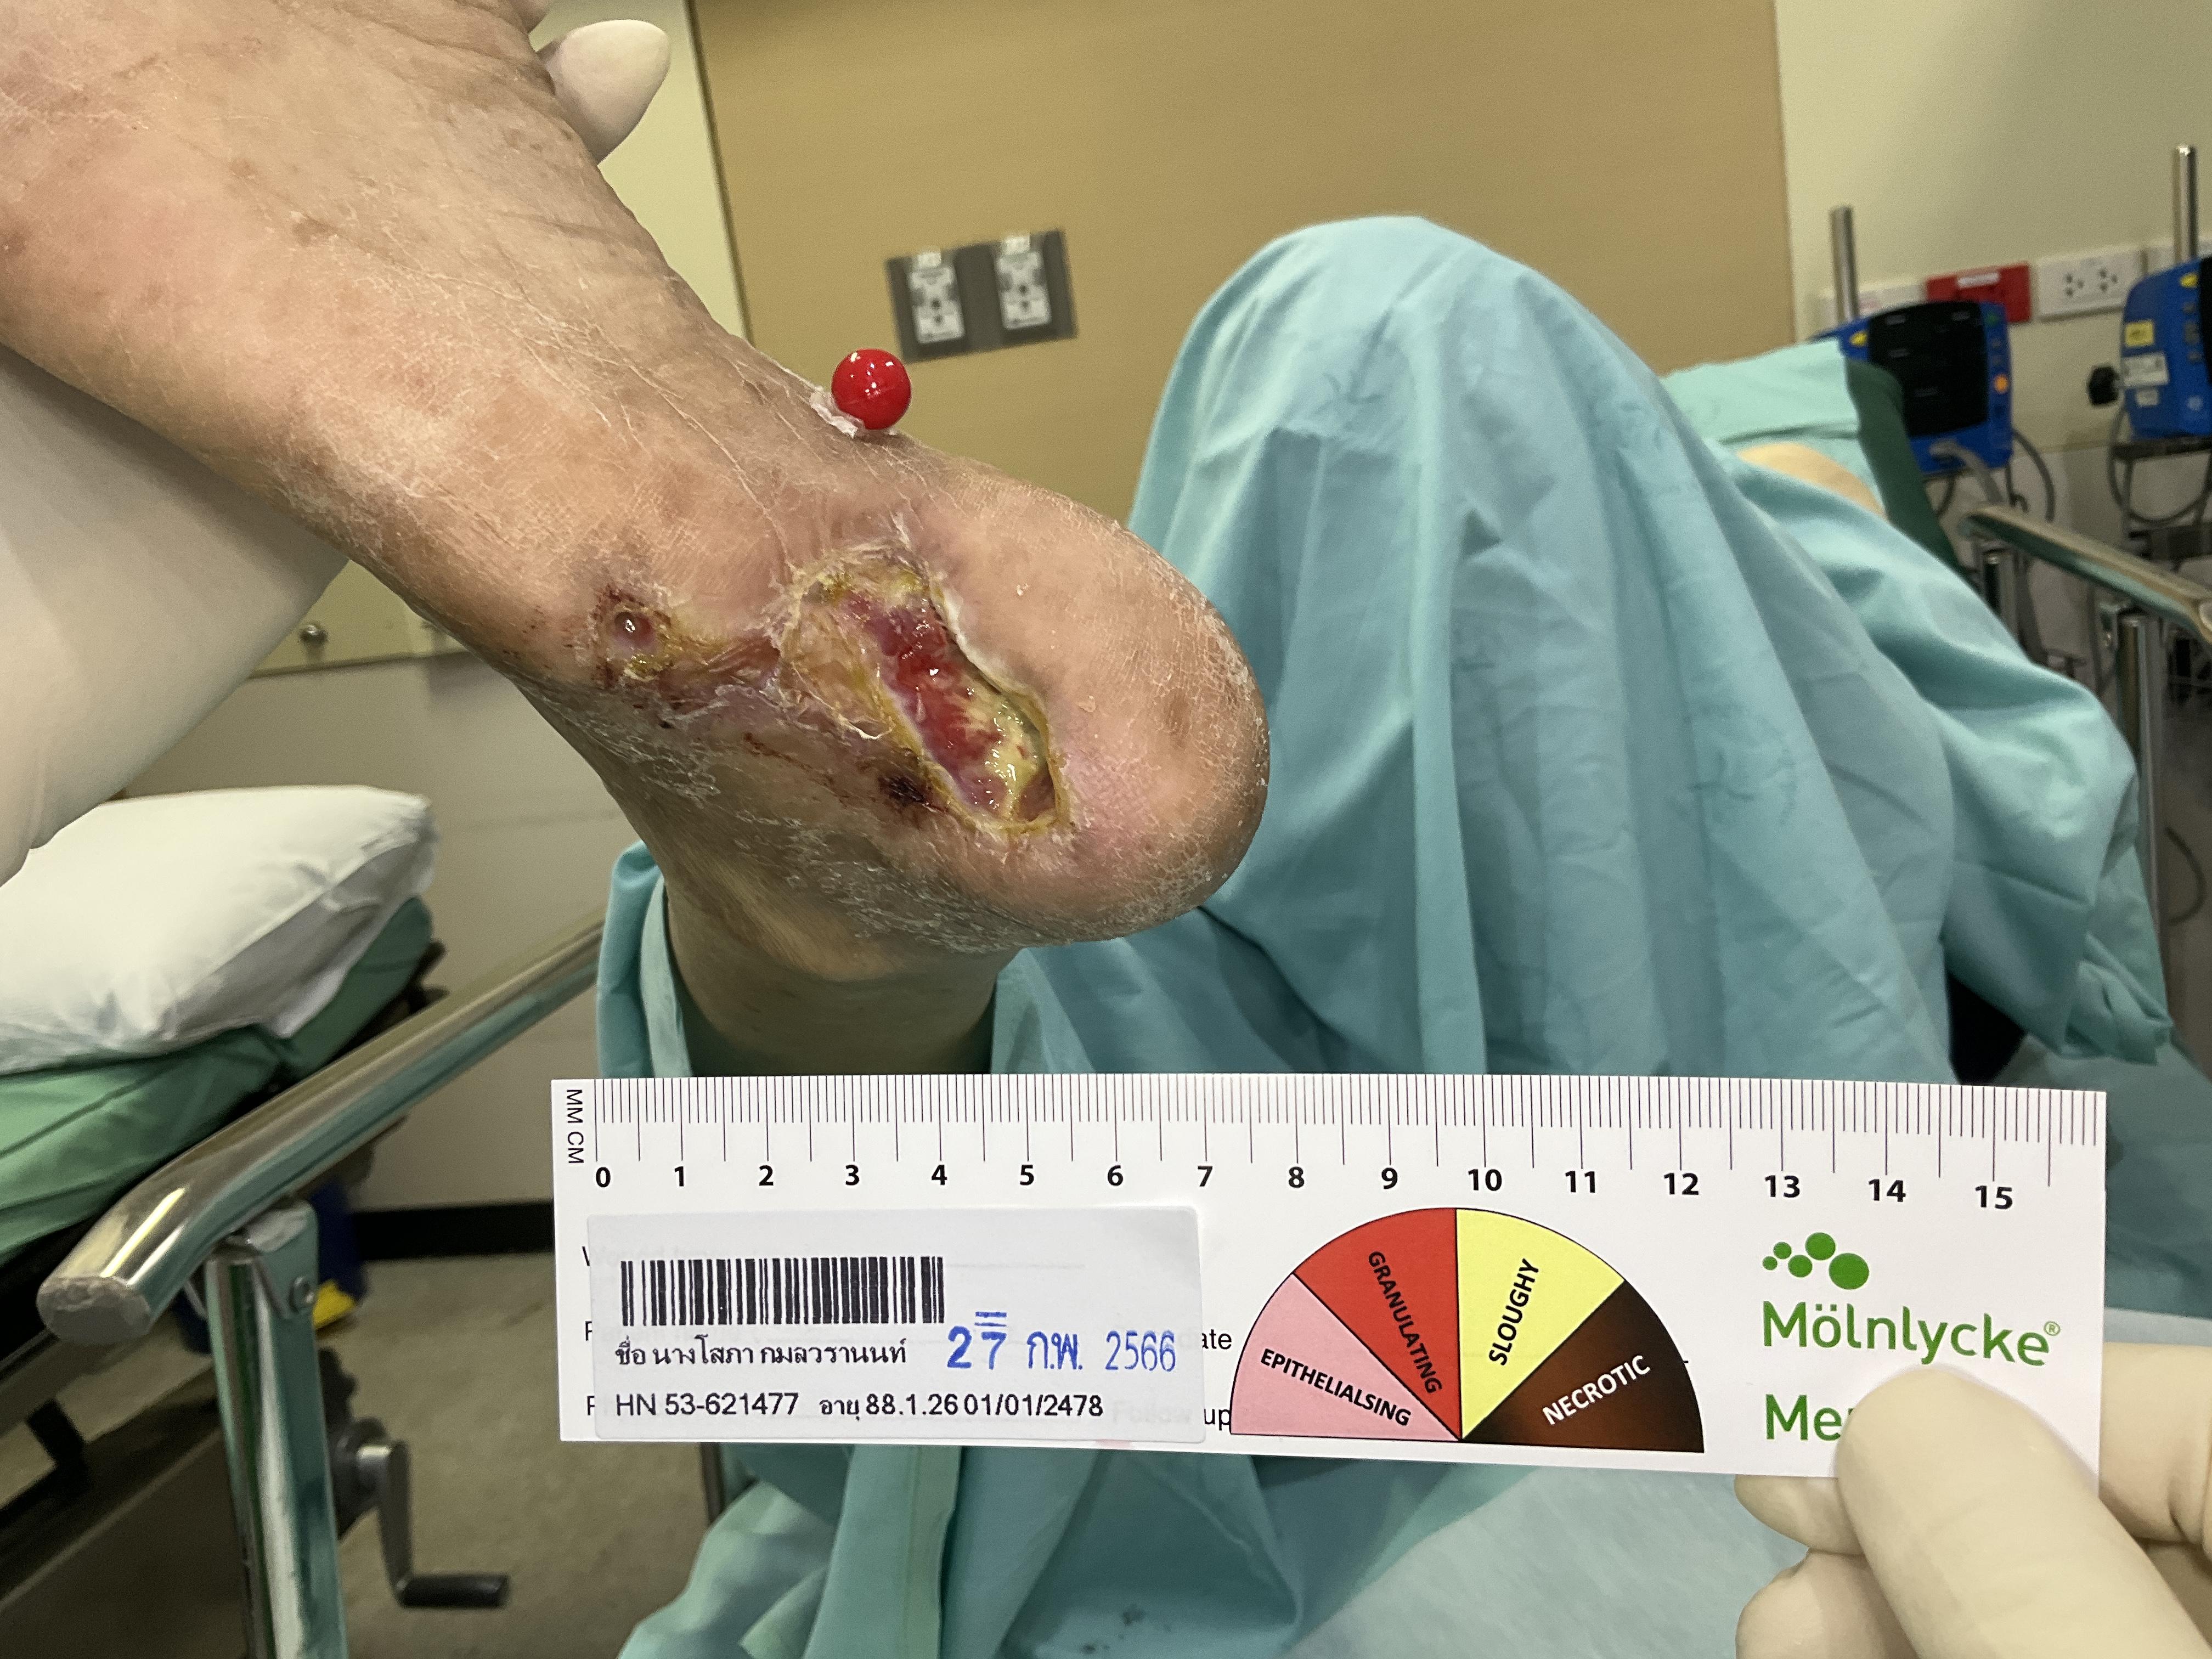 MM CM
0 1 2 3 4 5 6 7 8 9 10 11 12 13 14 15
ชื่อ นางโสภา กมลวรานนท์
27 ก.พ. 2566
HN 53-621477 อายุ 88.1.26 01/01/2478
EPITHELIALSING
GRANULATING
SLOUGHY
NECROTIC
Mölnlycke®